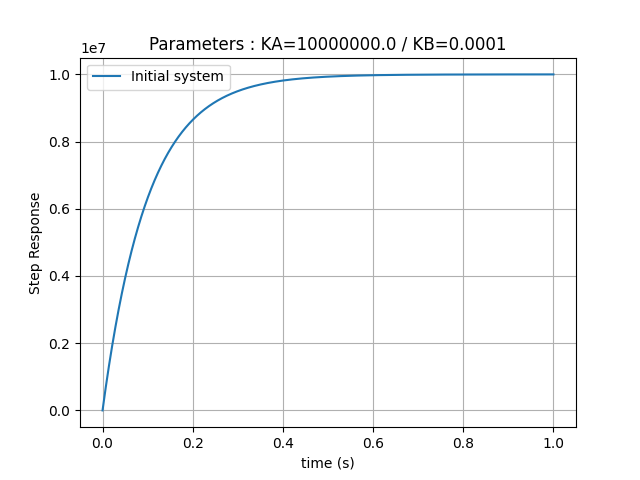 Parameters : KA=10000000.0 / KB=0.0001
1e7
Initial system
1.0
0.8
0.6
0.4
0.2
0.0
Step Response
0.0 0.2 0.4 0.6 0.8 1.0
time (s)